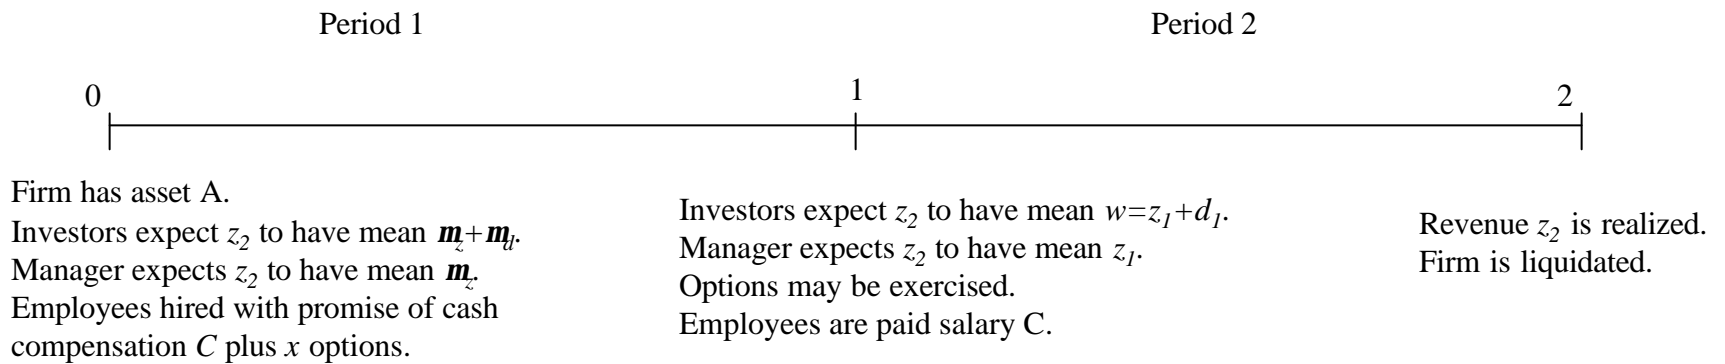 Period 1
Period 2
0
1
2
Firm has asset A.
Investors expect z2 to have mean mz+md.
Manager expects z2 to have mean mz.
Employees hired with promise of cash
compensation C plus x options.
Investors expect z2 to have mean w=z1+d1.
Manager expects z2 to have mean z1.
Options may be exercised.
Employees are paid salary C.
Revenue z2 is realized.
Firm is liquidated.